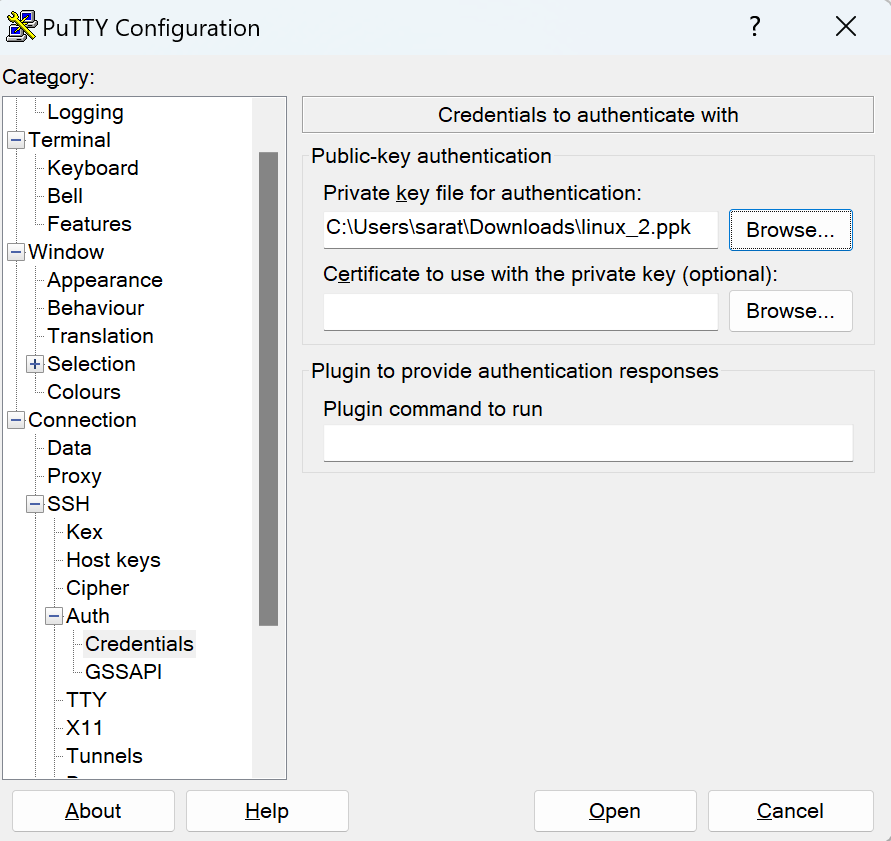 PuTTY Configuration
?
Category:
Logging
Terminal
Keyboard
Bell
Features
Window
Appearance
Behaviour
Translation
Selection
Colours
Connection
Data
Proxy
SSH
Kex
Host keys
Cipher
Auth
Credentials
GSSAPI
TTY
X11
Tunnels
Credentials to authenticate with
Public-key authentication
Private key file for authentication:
C:\Users\sarat\Downloads\linux_2.ppk Browse...
Certificate to use with the private key (optional):
Browse...
Plugin to provide authentication responses
Plugin command to run
About Help Open Cancel